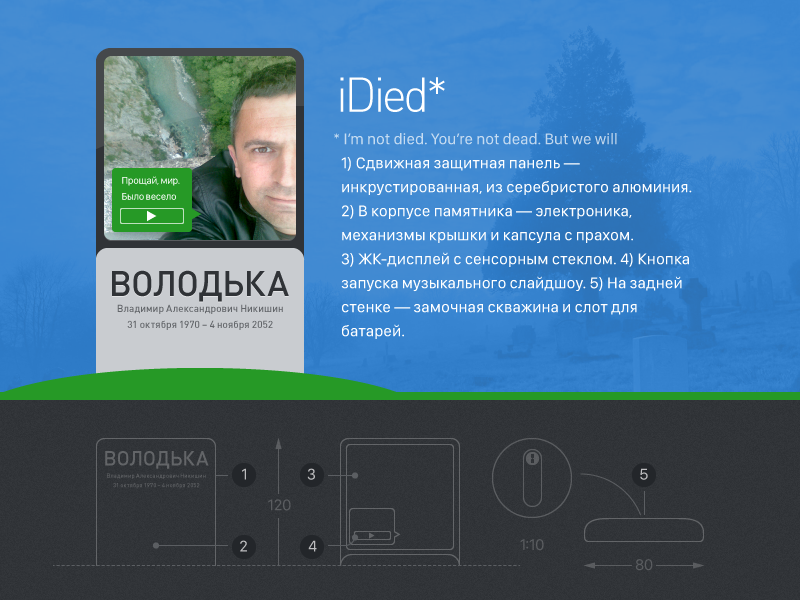 iDied*
* I’m not died. You’re not dead. But we will
1) Сдвижная защитная панель —
инкрустированная, из серебристого алюминия.
2) В корпусе памятника — электроника,
механизмы крышки и капсула с прахом.
3) ЖК-дисплей с сенсорным стеклом. 4) Кнопка
запуска музыкального слайдшоу. 5) На задней
стенке — замочная скважина и слот для
батарей.
Прощай, мир.
Было весело
ВОЛОДЬКА
Владимир Александрович Никишин
31 октября 1970 – 4 ноября 2052
ВОЛОДЬКА
Владимир Александрович Никишин
31 октября 1970 – 4 ноября 2052
1
2
120
3
4
1:10
5
80